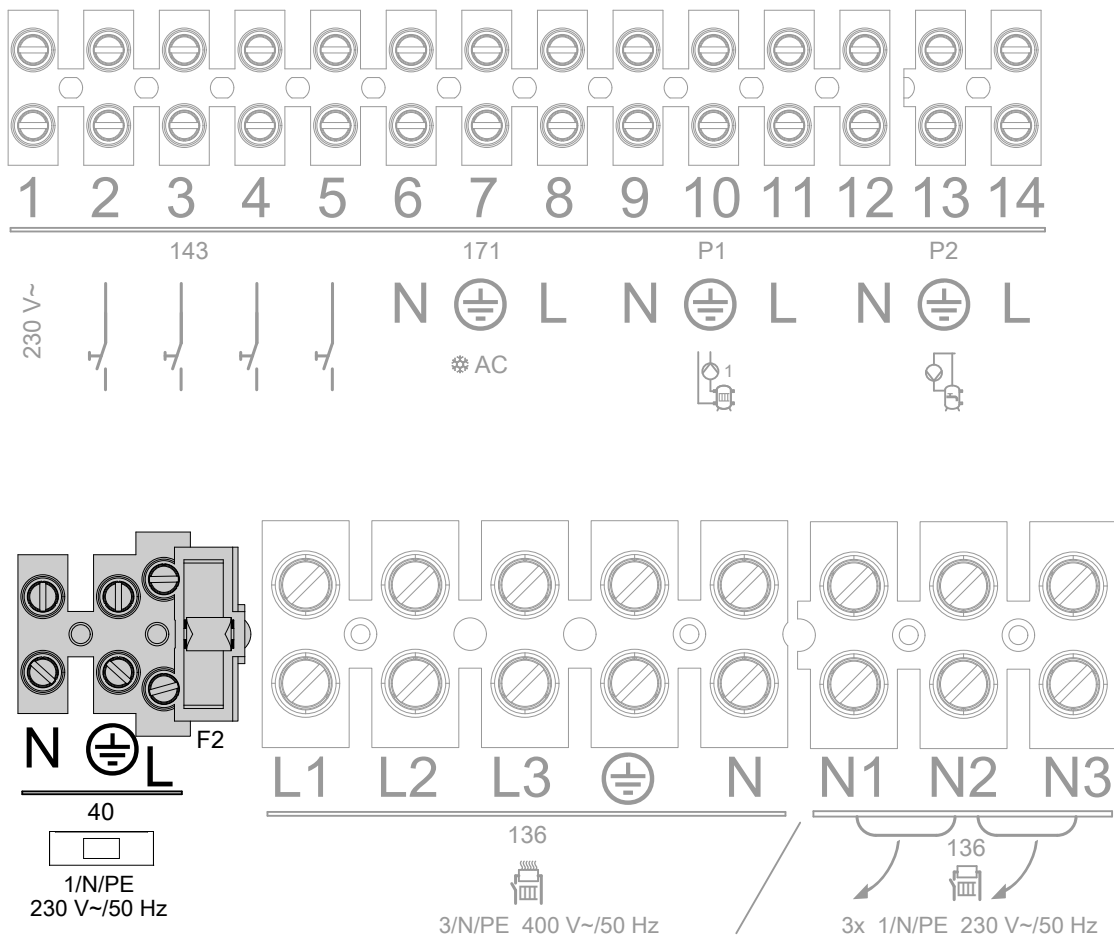 1 2 3 4 5 6 7 8 9 10 11 12 13 14
143 171 P1 P2
230 V~ N L N L N L
AC
1
F2
N L
L1 L2 L3 N N1 N2 N3
40
136
136
1/N/PE
230 V~/50 Hz
3/N/PE 400 V~/50 Hz
3x 1/N/PE 230 V~/50 Hz